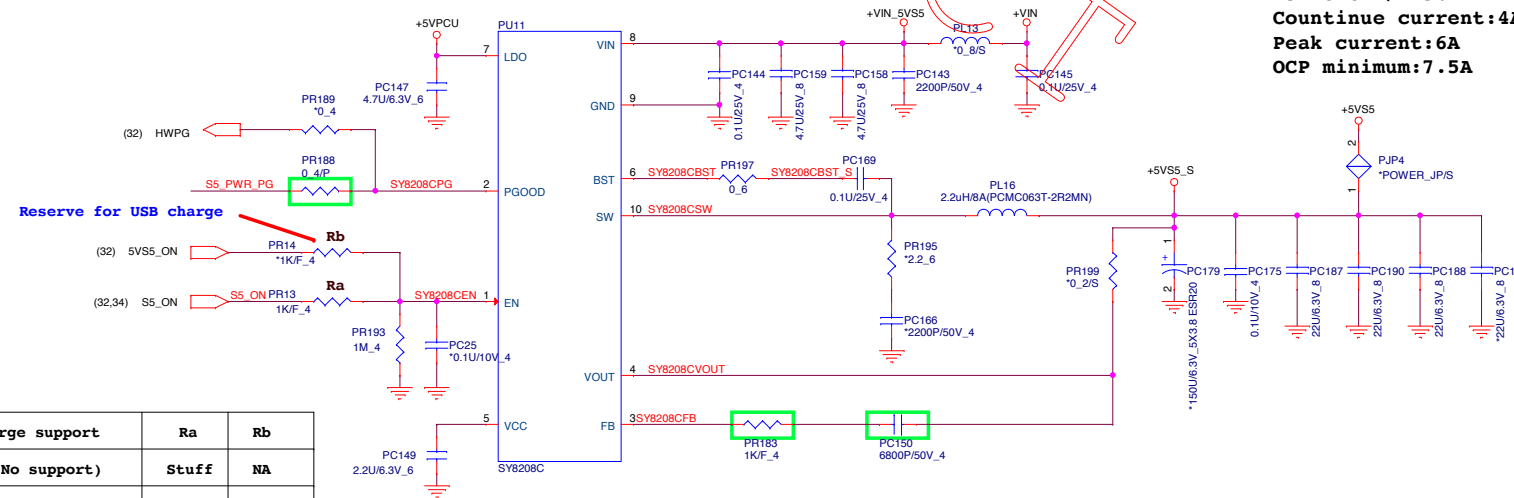 Countinue current:4A
Peak current:6A
OCP minimum:7.5A
+5VPCU
PU11
+VIN_5VS5
+VIN
PL13
*0_8/S
7
LDO
VIN
8
PC147
4.7U/6.3V_6
PC144
0.1U/25V_4
PC159
4.7U/25V_8
PC158
4.7U/25V_8
PC143
2200P/50V_4
PC145
0.1U/25V_4
GND
9
PR189
*0_4
(32) HWPG
PR188
0_4/P
S5_PWR_PG
SY8208CPG
2
PGOOD
BST
6
SY8208CBST
PR197
0_6
SY8208CBST_S
PC169
0.1U/25V_4
SW
10
SY8208CSW
PL16
2.2uH/8A(PCMC063T-2R2MN)
+5VS5_S
+5VS5
2
PJP4
*POWER_JP/S
1
Reserve for USB charge
Rb
(32) 5VS5_ON
PR14
*1K/F_4
Ra
(32,34) S5_ON
S5_ON
PR13
1K/F_4
SY8208CEN
1
EN
PR193
1M_4
PC25
*0.1U/10V_4
PR195
*2.2_6
PC166
*2200P/50V_4
PR199
*0_2/S
1
+
2
PC179
*150U/6.3V_5X3.8 ESR20
PC175
0.1U/10V_4
PC187
22U/6.3V_8
PC190
22U/6.3V_8
PC188
22U/6.3V_8
*22U/6.3V_8
VOUT
4
SY8208CVOUT
FB
3
SY8208CFB
PR183
1K/F_4
PC150
6800P/50V_4
5
VCC
PC149
2.2U/6.3V_6
SY8208C
rge support Ra Rb
No support) Stuff NA